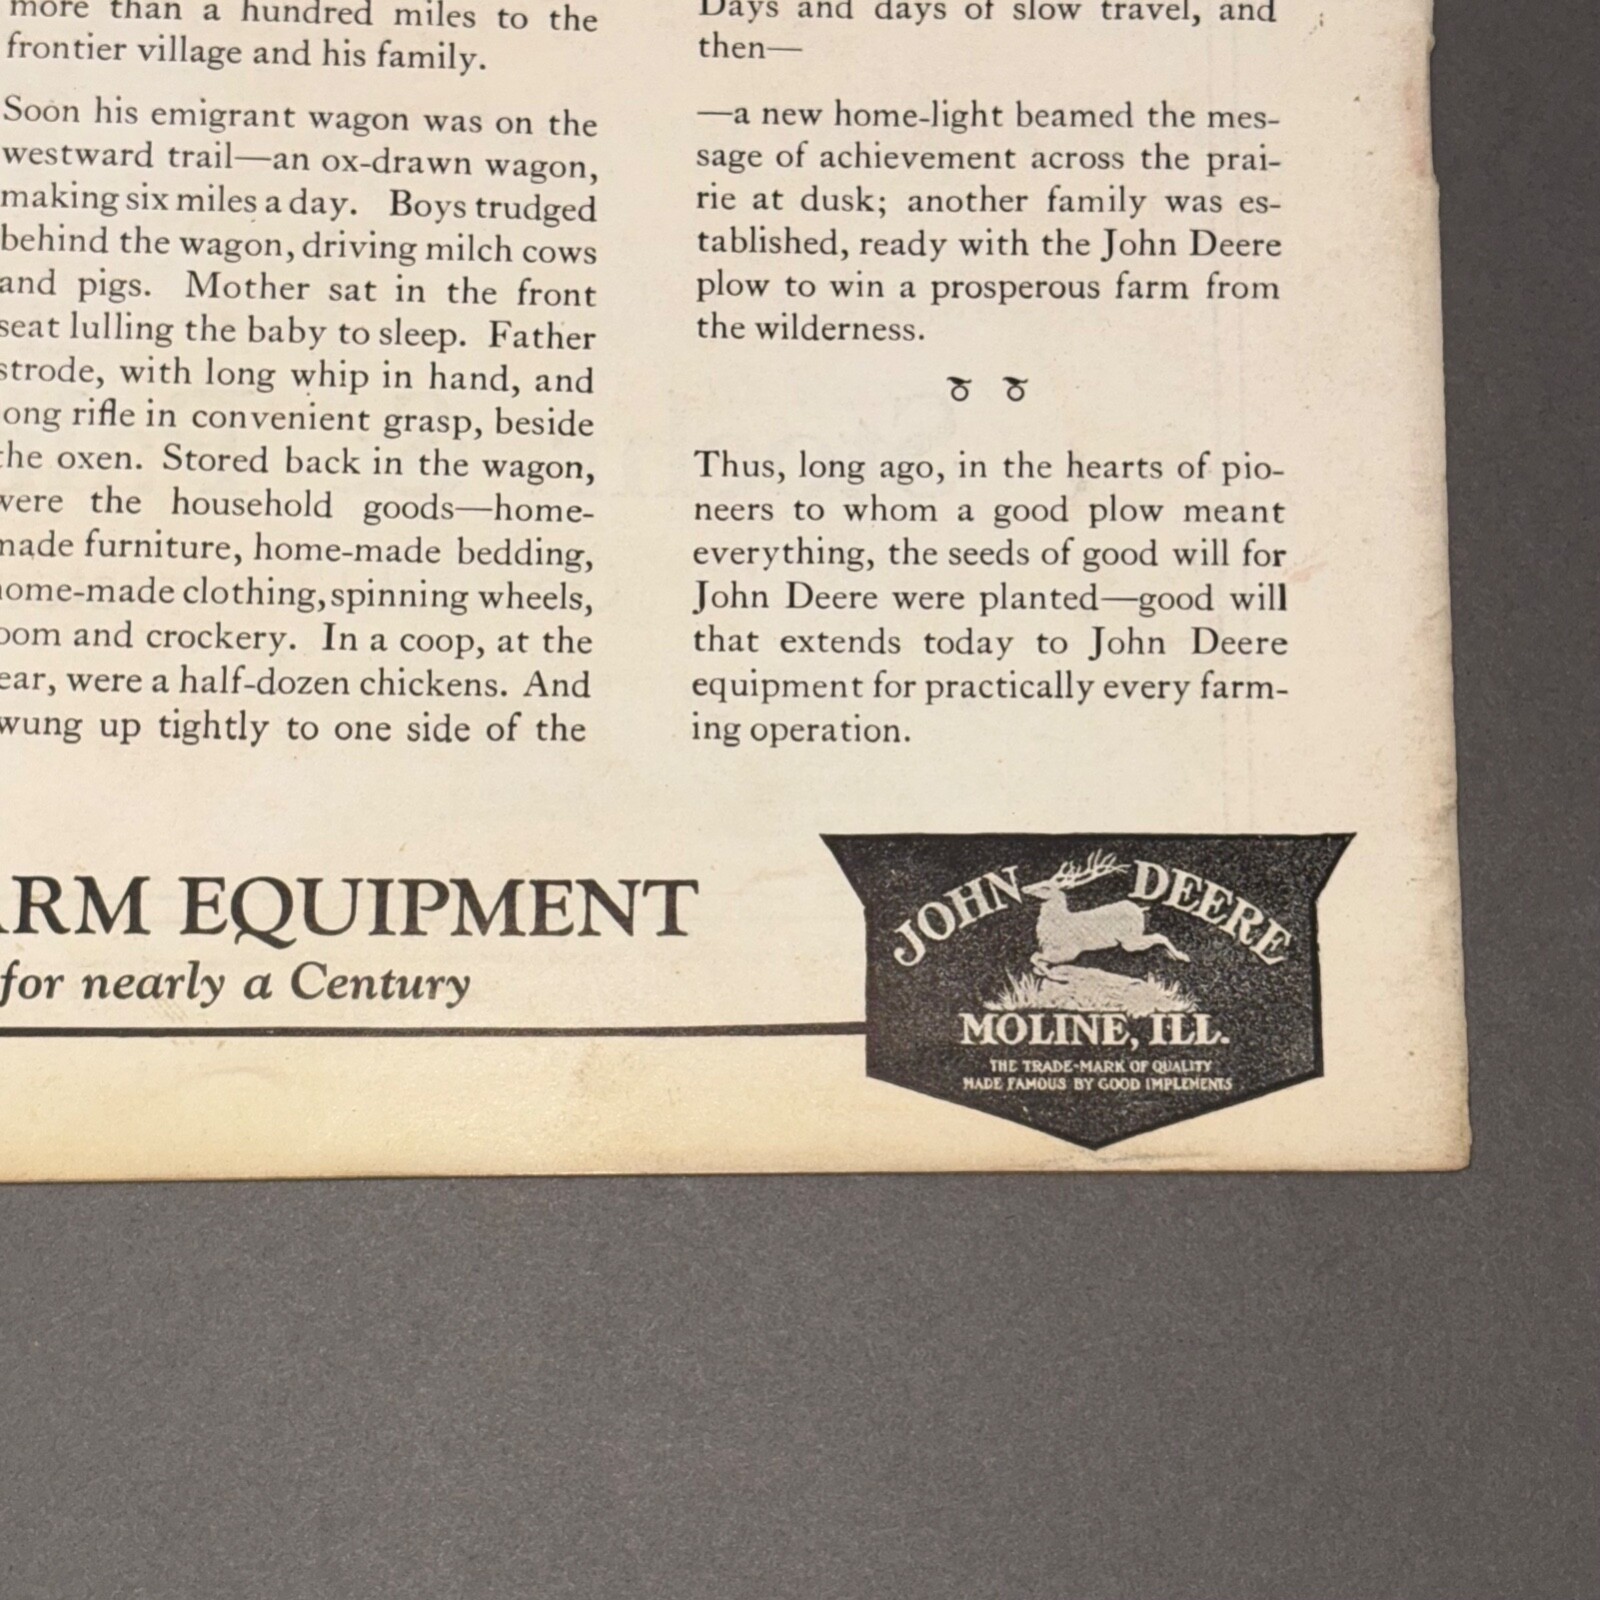 more than a hundred miles to the
frontier village and his family.
Soon his emigrant wagon was on the
westward trail—an ox-drawn wagon,
making six miles a day. Boys trudged
behind the wagon, driving milch cows
and pigs. Mother sat in the front
seat lulling the baby to sleep. Father
strode, with long whip in hand, and
ong rifle in convenient grasp, beside
the oxen. Stored back in the wagon,
were the household goods—home-
made furniture, home-made bedding,
home-made clothing, spinning wheels,
oom and crockery. In a coop, at the
ear, were a half-dozen chickens. And
wung up tightly to one side of the
Days and days of slow travel, and
then—
—a new home-light beamed the mes-
sage of achievement across the prai-
rie at dusk; another family was es-
tablished, ready with the John Deere
plow to win a prosperous farm from
the wilderness.
Thus, long ago, in the hearts of pio-
neers to whom a good plow meant
everything, the seeds of good will for
John Deere were planted—good will
that extends today to John Deere
equipment for practically every farm-
ing operation.
ARM EQUIPMENT
for nearly a Century
JOHN DEERE
MOLINE, ILL.
THE TRADE-MARK OF QUALITY
MADE FAMOUS BY GOOD IMPLEMENTS